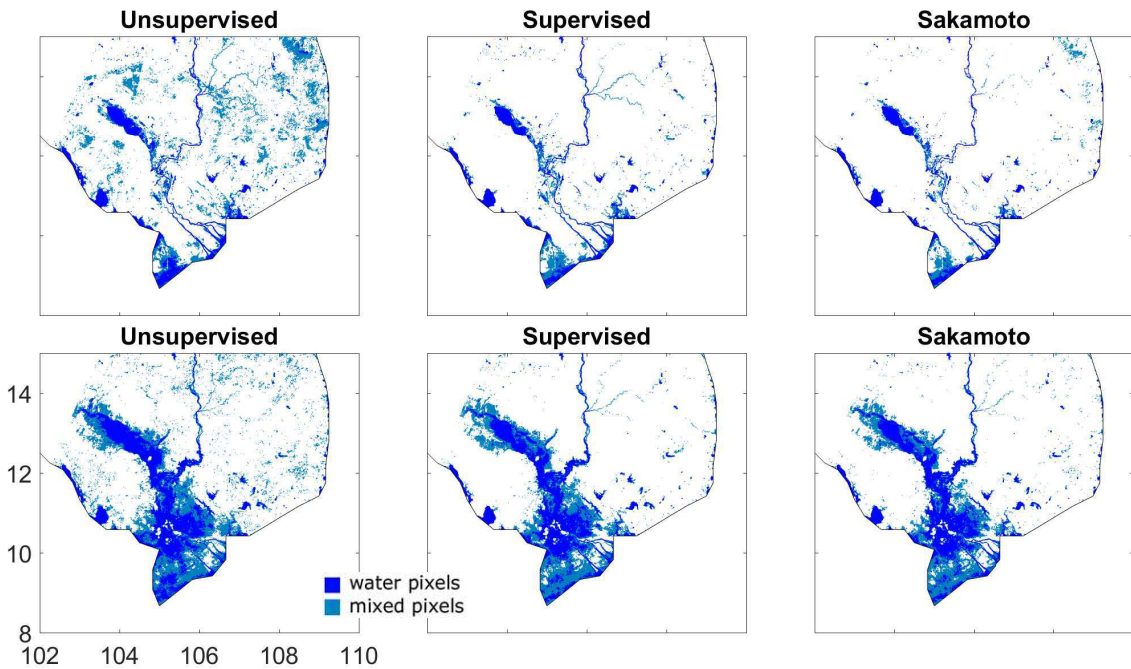 Unsupervised
Supervised
Sakamoto
Unsupervised
Supervised
Sakamoto
14
12
10
8
water pixels
mixed pixels
102 104 106 108 110